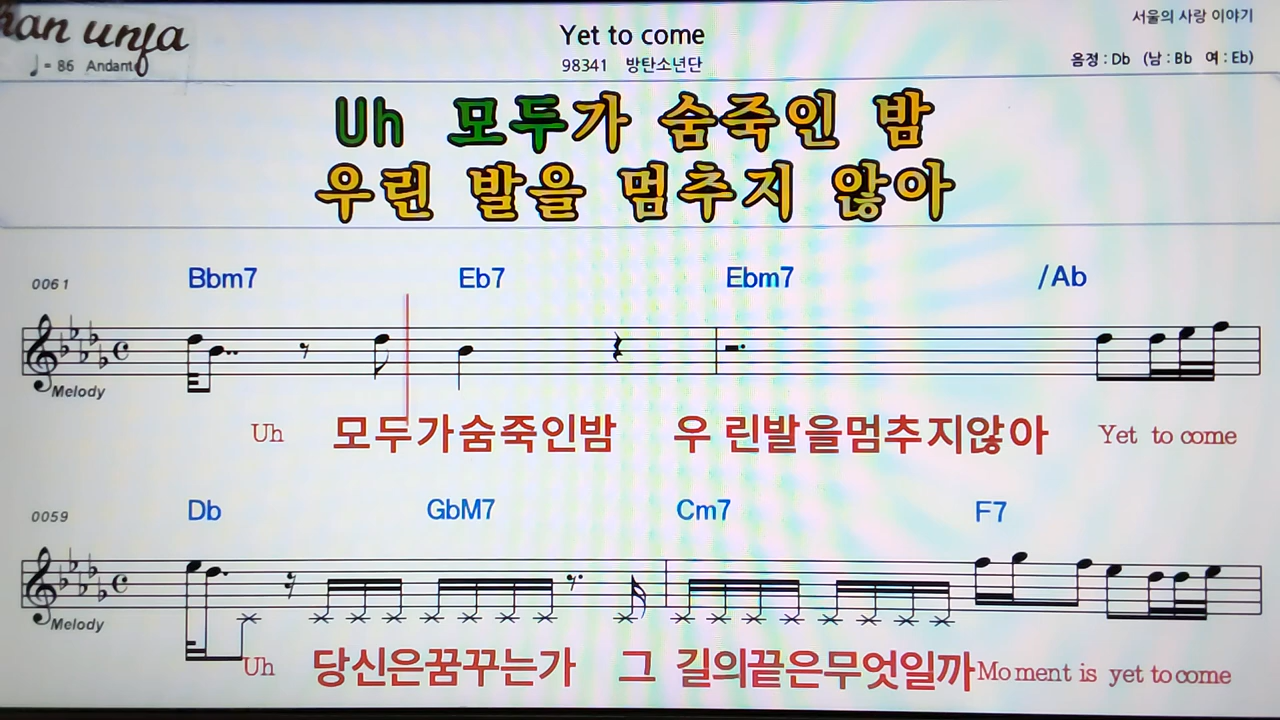 서울의 사랑 이야기
Yet to come
♩= 86 Andante
98341 방탄소년단
음정 : Db (남 : Bb 여 : Eb)
Uh 모두가 숨죽인 밤
우린 발을 멈추지 않아
0061 Bbm7 Eb7 Ebm7 /Ab
Melody
Uh 모두가숨죽인밤 우 린발을멈추지않아 Yet to come
0059 Db GbM7 Cm7 F7
Melody
Uh 당신은꿈꾸는가 그 길의끝은무엇일까 Mo ment is yet to come